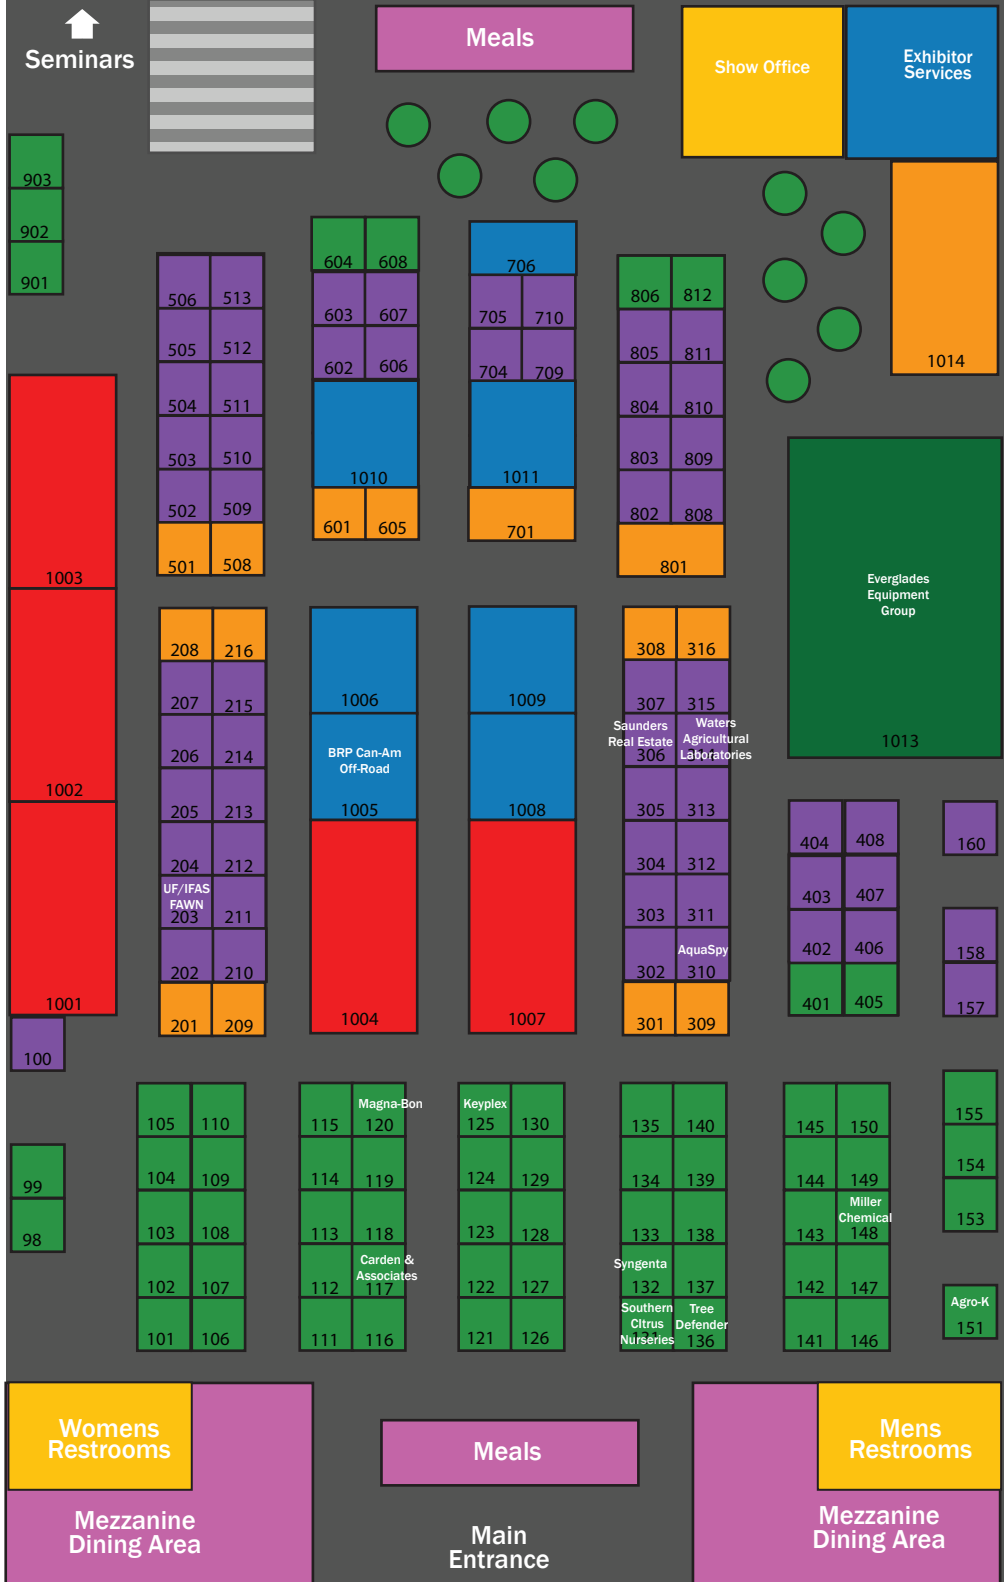 Seminars
Meals
Show Office
Exhibitor
Services
903
902
901
604 608
706
806 812
506 513
603 607
705 710
505 512
602 606
704 709
805 811
1014
504 511
804 810
503 510
1010
1011
803 809
502 509
601 605
701
802 808
501 508
801
1003
Everglades
Equipment
Group
1013
208 216
308 316
207 215
1006
1009
307 315
206 214
BRP Can-Am
Off-Road
1005
1008
Saunders
Real Estate
306
Waters
Agricultural
Laboratories
314
1002
205 213
305 313
204 212
304 312
404 408
160
UF/IFAS
FAWN
203
211
303 311
403 407
202 210
302
AquaSpy
310
402 406
158
1001
201 209
1004
1007
301 309
401 405
157
100
105 110
115
Magna-Bon
120
Keyplex
125
130
135 140
145 150
155
99
104 109
114 119
124 129
134 139
144 149
154
98
103 108
113 118
123 128
133 138
143
Miller
Chemical
148
153
102 107
112
Carden &
Associates
117
122 127
Syngenta
132
137
142 147
101 106
111 116
121 126
Southern
CItrus
Nurseries
131
Tree
Defender
136
141 146
Agro-K
151
Womens
Restrooms
Mezzanine
Dining Area
Meals
Main
Entrance
Mens
Restrooms
Mezzanine
Dining Area